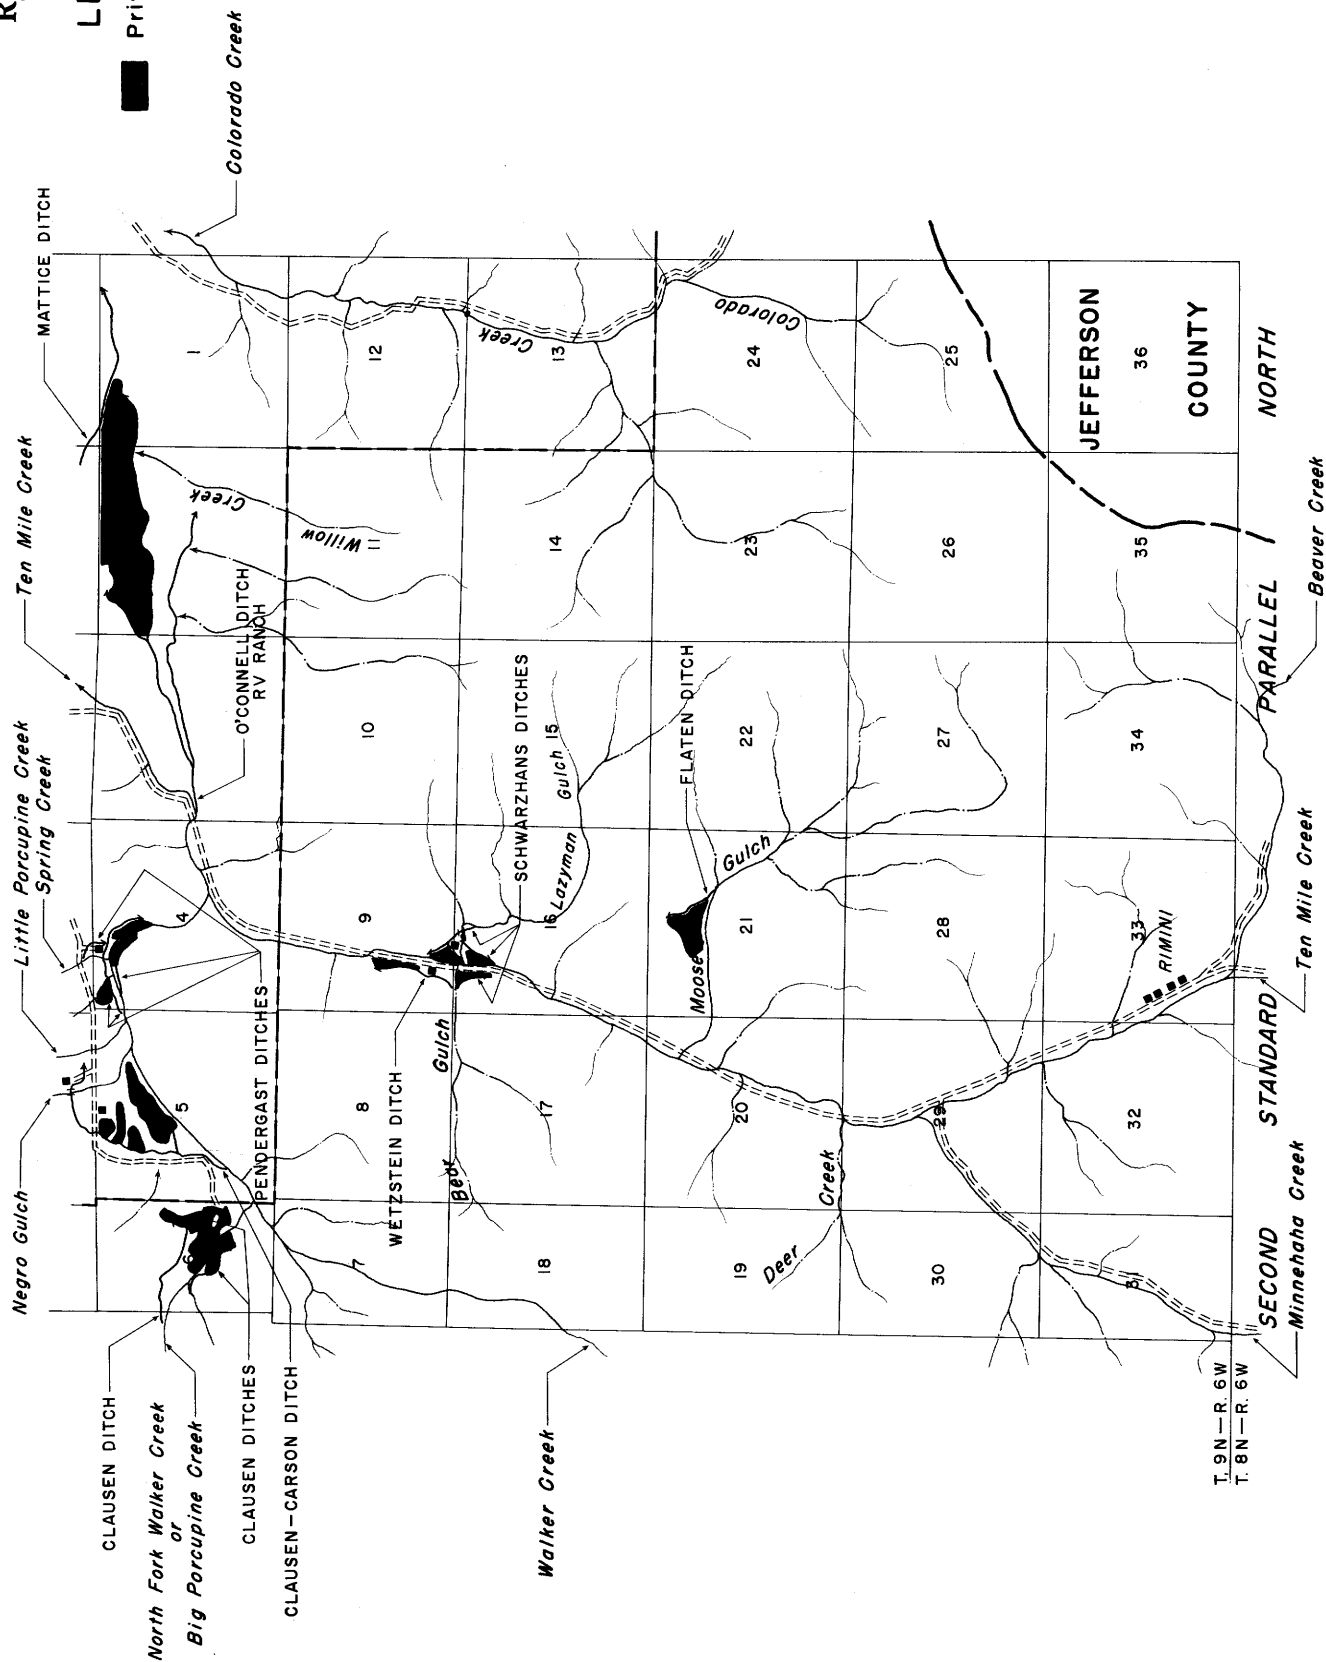 R
LE
Pri
Colorado Creek
MATTICE DITCH
Ten Mile Creek
Little Porcupine Creek
Spring Creek
Negro Gulch
CLAUSEN DITCH
North Fork Walker Creek
or
Big Porcupine Creek
CLAUSEN DITCHES
CLAUSEN-CARSON DITCH
Walker Creek
PENDERGAST DITCHES
O'CONNELL DITCH
RV RANCH
Willow Creek
6
5
4
1
7
8
9
10
11
12
WETZSTEIN DITCH
SCHWARZHANS DITCHES
Bear Gulch
Lazyman Gulch
Creek
18
17
16
15
14
13
FLATEN DITCH
Moose Gulch
Colorado
19
20
21
22
23
24
Deer Creek
30
29
28
27
26
25
31
32
33
34
35
36
RIMINI
JEFFERSON
COUNTY
T. 9N-R. 6W
T. 8N-R. 6W
SECOND STANDARD PARALLEL NORTH
Minnehaha Creek
Ten Mile Creek
Beaver Creek